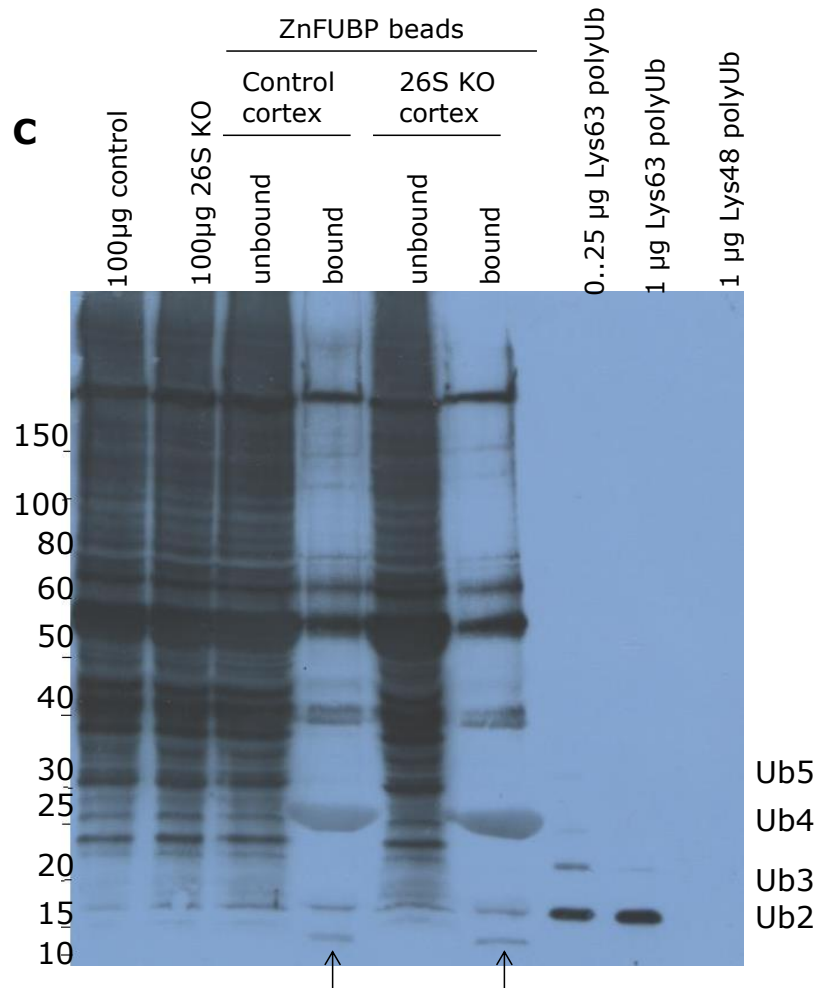 ZnFUBP beads
Control
cortex
26S KO
cortex
C
100µg control
100µg 26S KO
unbound
bound
unbound
bound
0..25 µg Lys63 polyUb
1 µg Lys63 polyUb
1 µg Lys48 polyUb
150
100
80
60
50
40
30
25
20
15
10
Ub5
Ub4
Ub3
Ub2